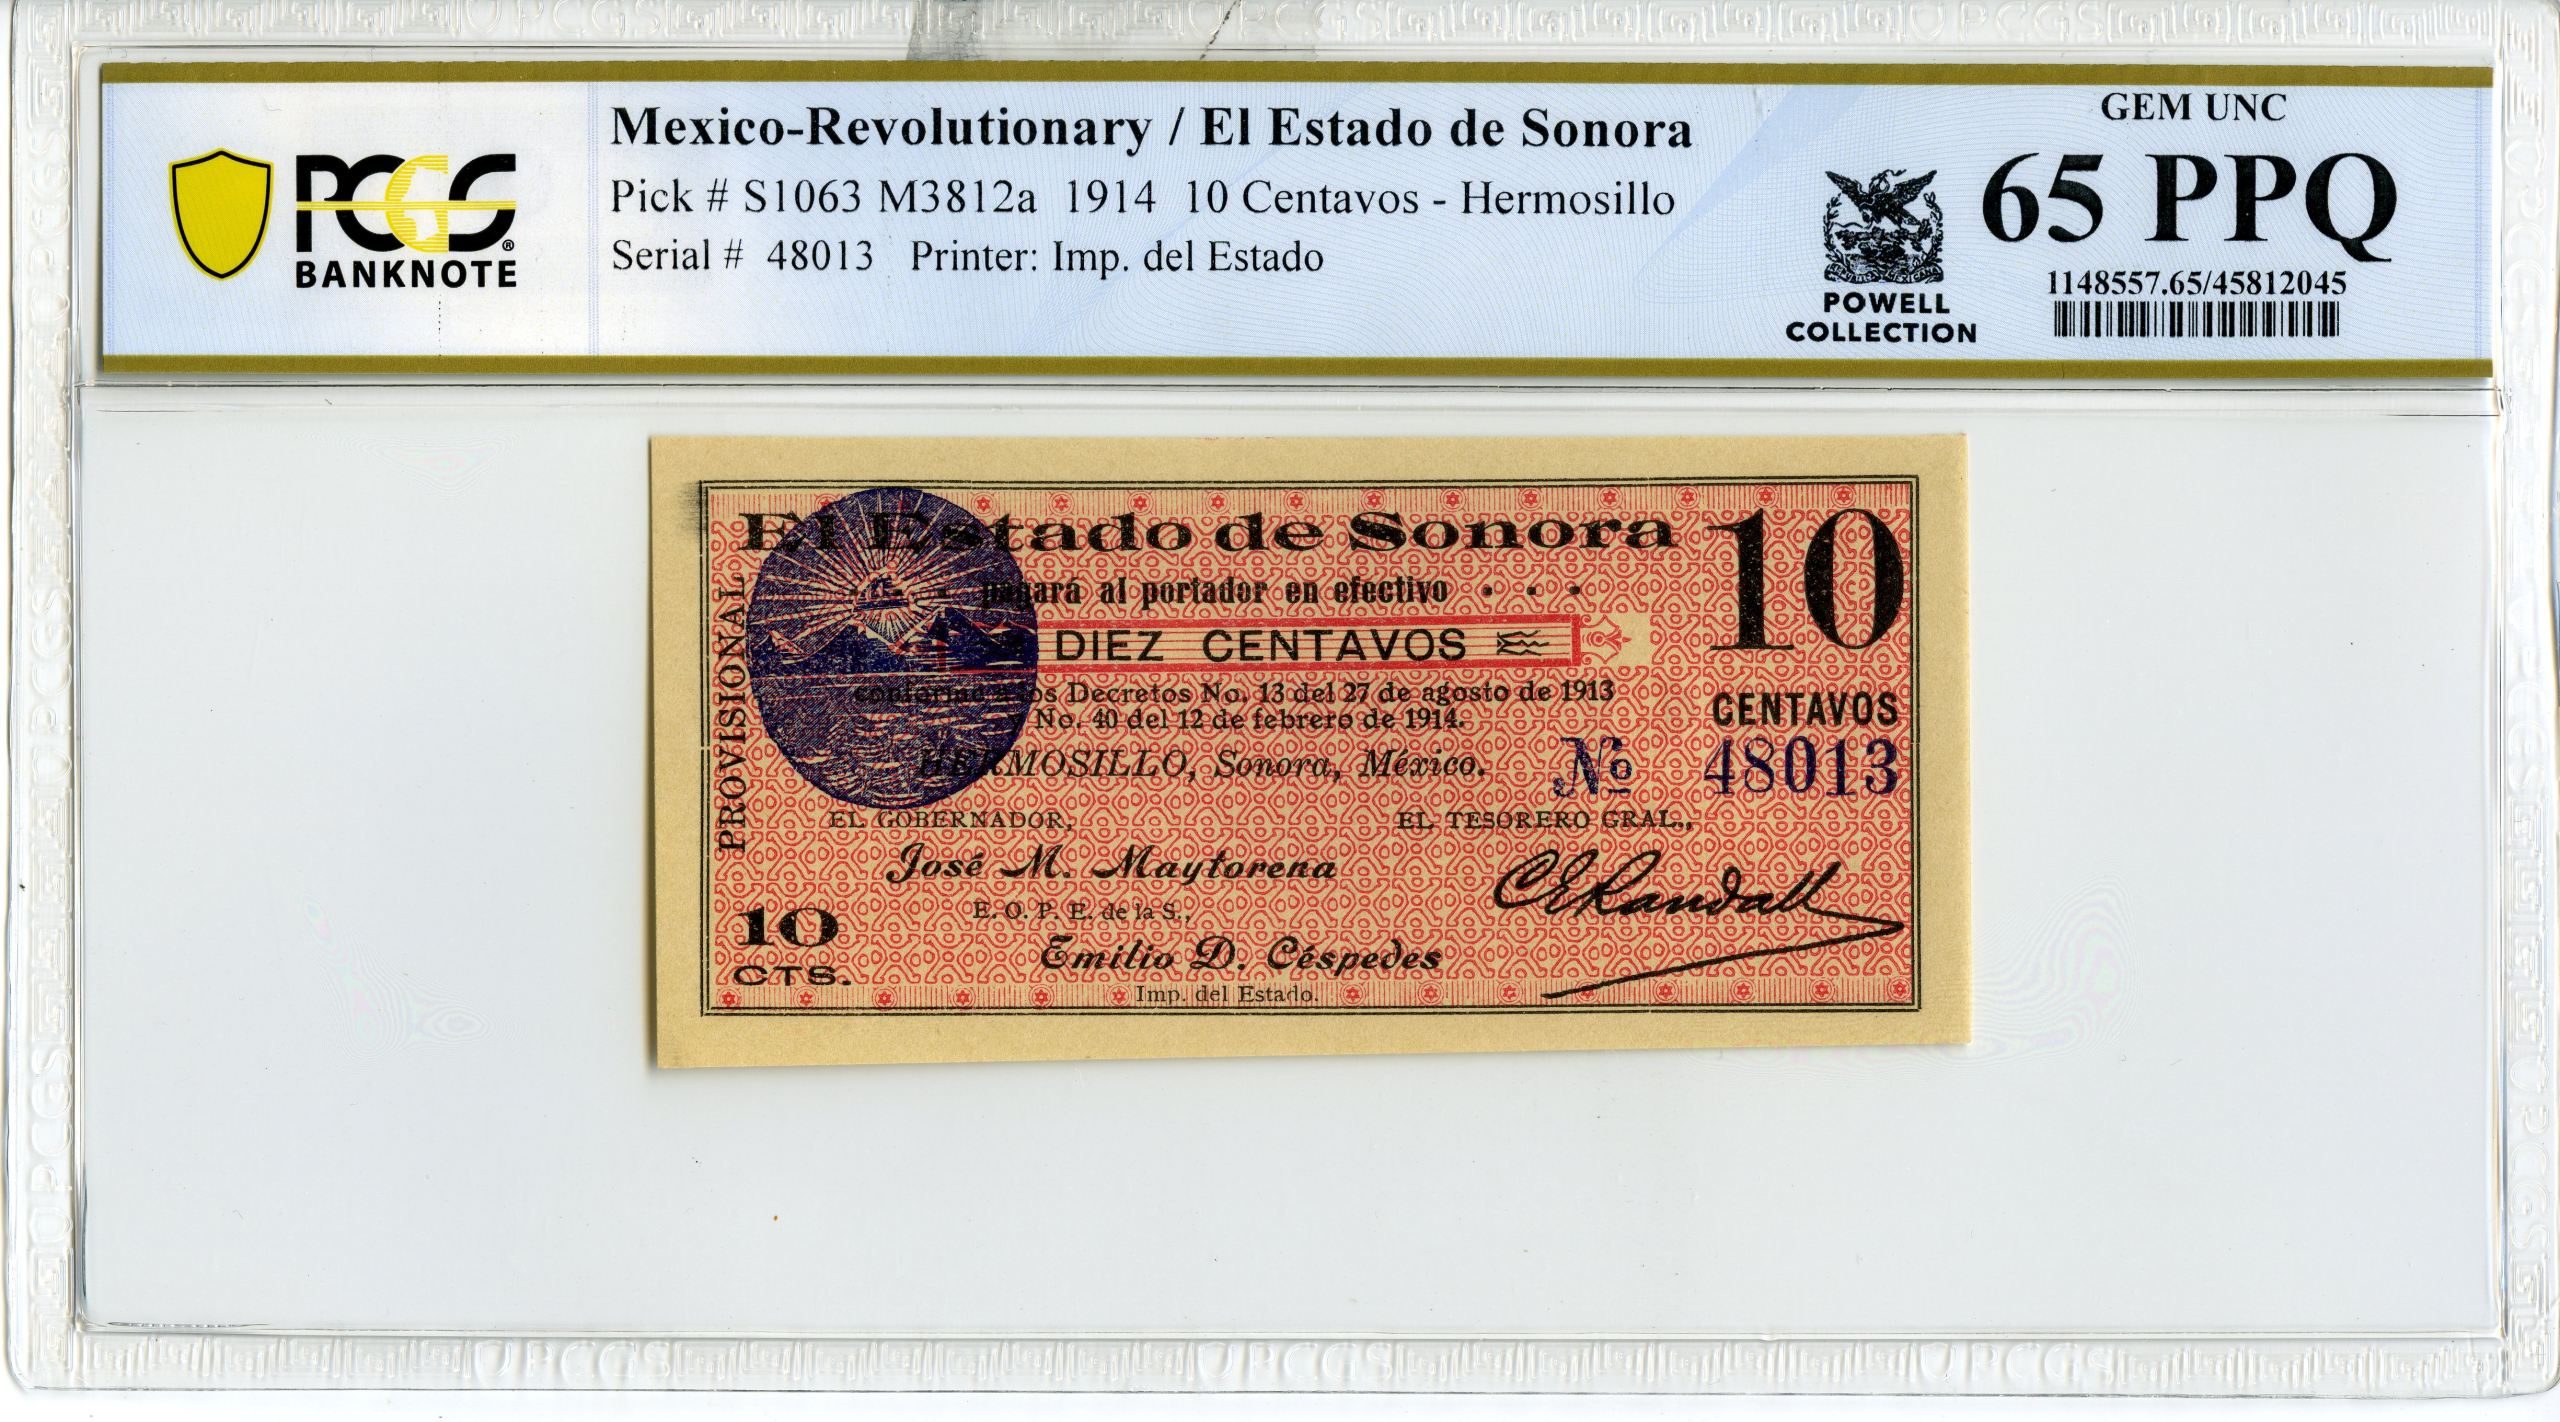 PCGS
BANKNOTE
Mexico-Revolutionary / El Estado de Sonora
Pick # S1063 M3812a 1914 10 Centavos - Hermosillo
Serial # 48013 Printer: Imp. del Estado
POWELL
COLLECTION
GEM UNC
65 PPQ
1148557.65/45812045
El Estado de Sonora
10
pagará al portador en efectivo
DIEZ CENTAVOS
conforme a los Decretos No. 13 del 27 de agosto de 1913
y No. 40 del 12 de febrero de 1914.
CENTAVOS
HERMOSILLO, Sonora, México.
No 48013
PROVISIONAL
EL GOBERNADOR,
EL TESORERO GRAL.,
José M. Maytorena
C E Randall
E. O. P. E. de la S.,
10
CTS.
Emilio D. Céspedes
Imp. del Estado.